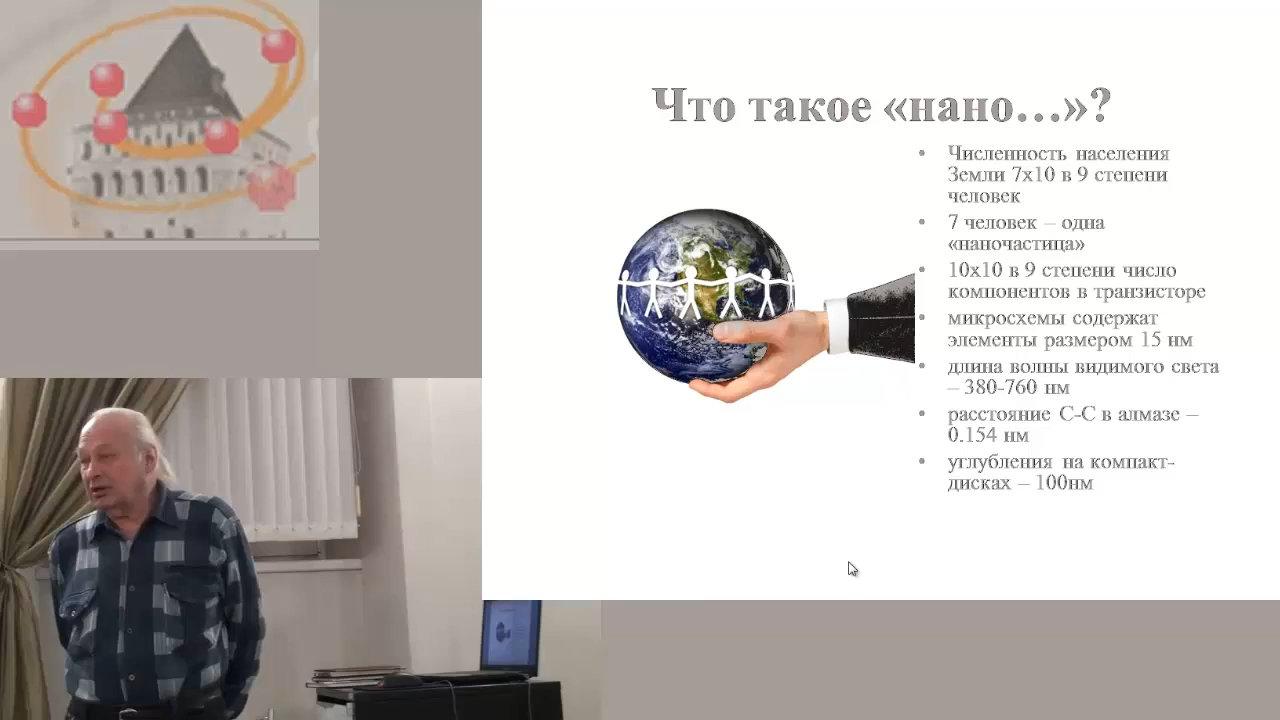 Что такое «нано…»?
• Численность населения
Земли 7х10 в 9 степени
человек
• 7 человек – одна
«наночастица»
• 10х10 в 9 степени число
компонентов в транзисторе
• микросхемы содержат
элементы размером 15 нм
• длина волны видимого света
– 380-760 нм
• расстояние С-С в алмазе –
0.154 нм
• углубления на компакт-
дисках – 100нм